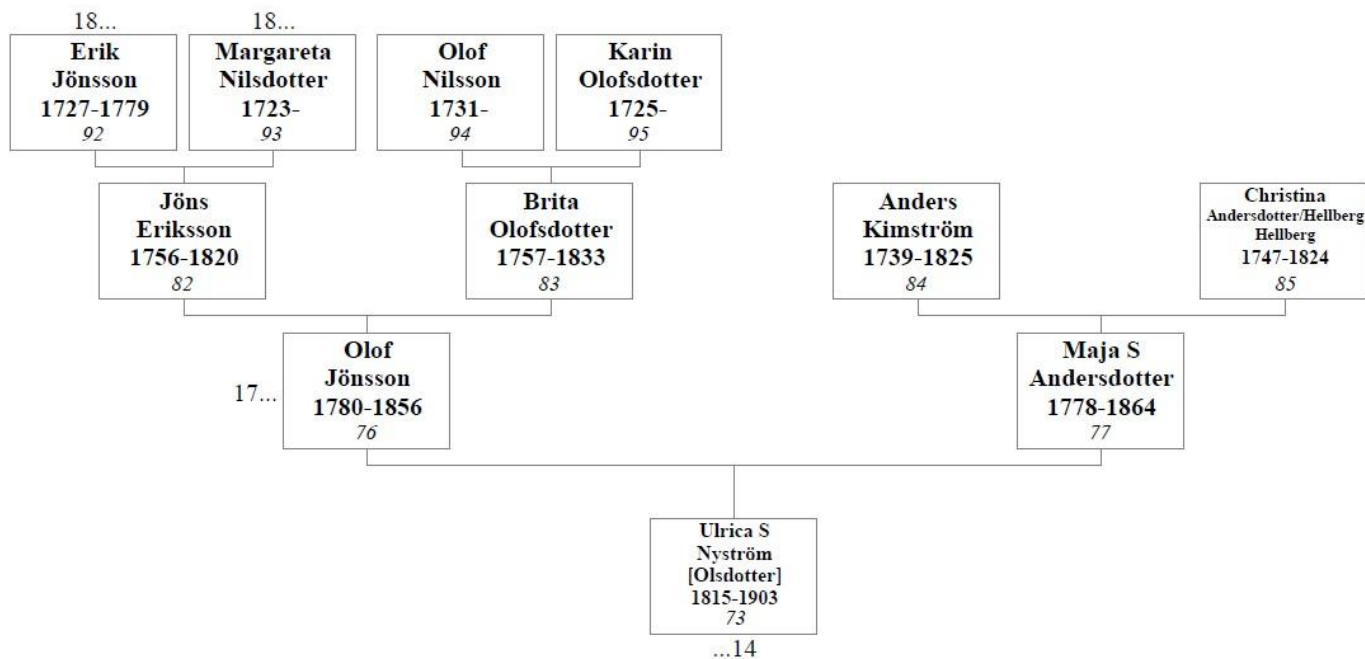 18...
18...
Erik
Jönsson
1727-1779
92
Margareta
Nilsdotter
1723-
93
Olof
Nilsson
1731-
94
Karin
Olofsdotter
1725-
95
Jöns
Eriksson
1756-1820
82
Brita
Olofsdotter
1757-1833
83
Anders
Kimström
1739-1825
84
Christina
Andersdotter/Hellberg
Hellberg
1747-1824
85
17...
Olof
Jönsson
1780-1856
76
Maja S
Andersdotter
1778-1864
77
Ulrica S
Nyström
[Olsdotter]
1815-1903
73
...14